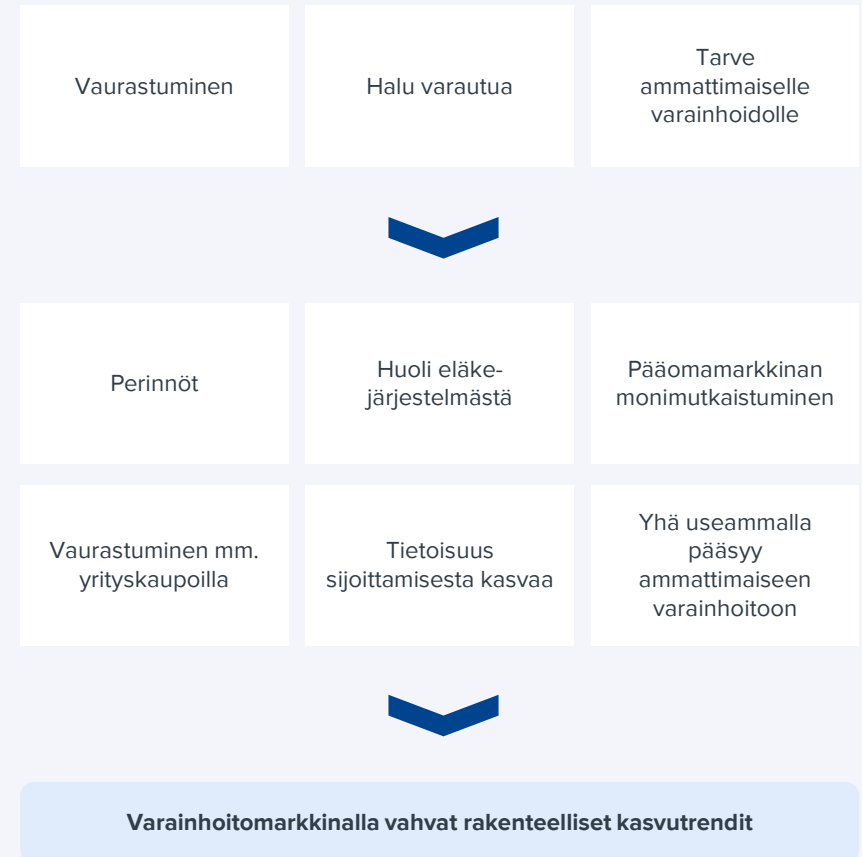 Vaurastuminen
Halu varautua
Tarve
ammattimaiselle
varainhoidolle
Perinnöt
Huoli eläke-
järjestelmästä
Pääomamarkkinan
monimutkaistuminen
Vaurastuminen mm.
yrityskaupoilla
Tietoisuus
sijoittamisesta kasvaa
Yhä useammalla
pääsy
ammattimaiseen
varainhoitoon
Varainhoitomarkkinalla vahvat rakenteelliset kasvutrendit